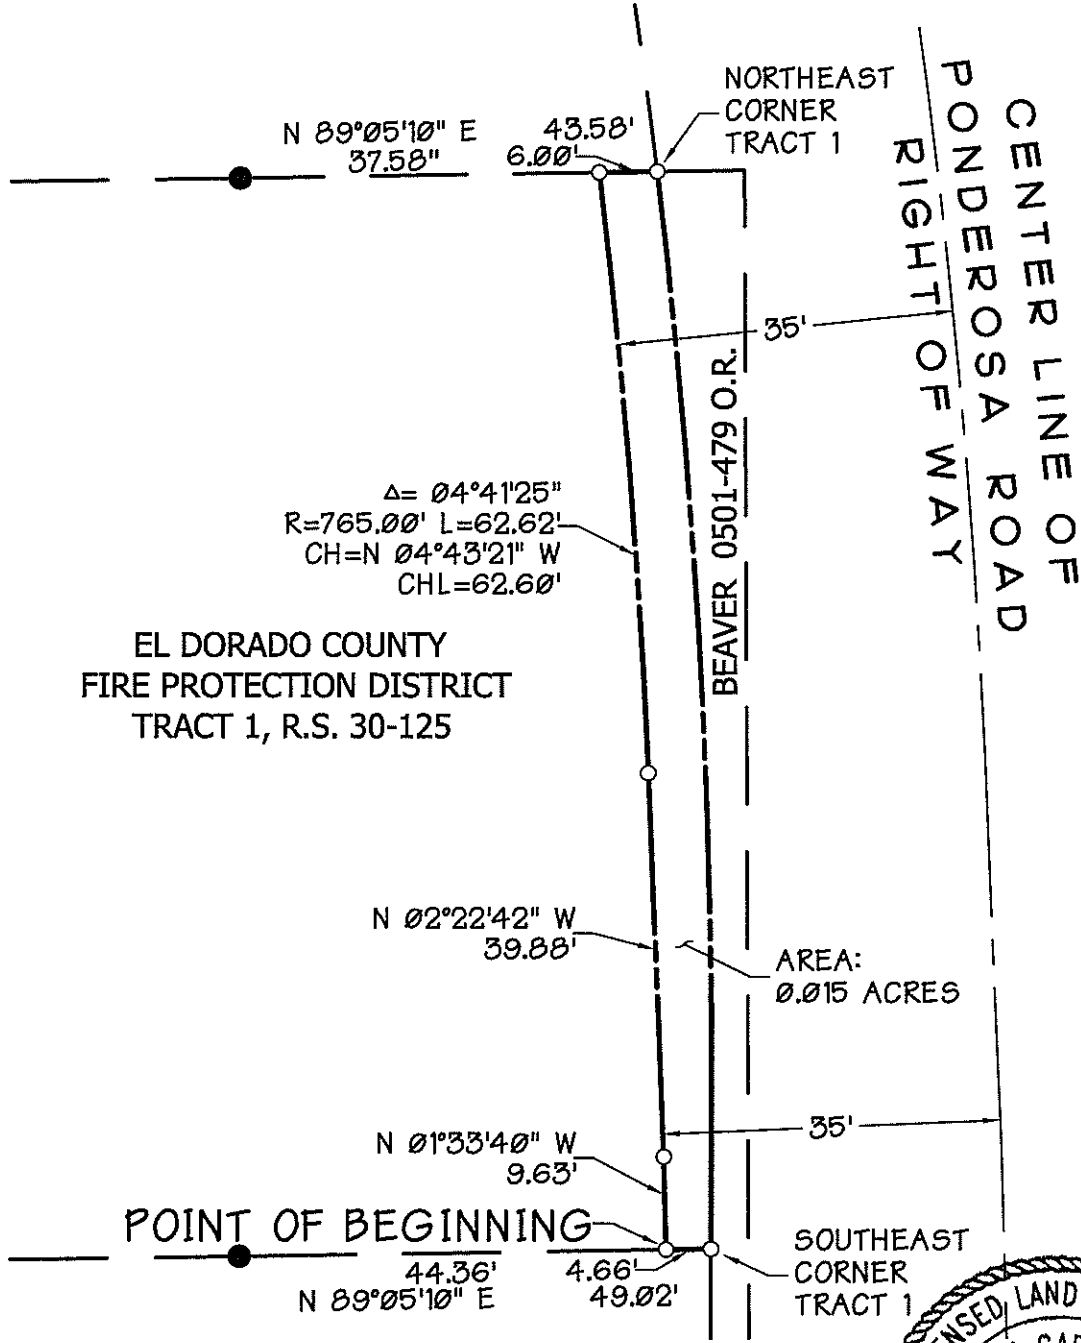 NORTHEAST
CORNER
TRACT 1
N 89°05'10" E
37.58"
43.58'
6.00'
CENTER LINE OF
PONDEROSA ROAD
RIGHT OF WAY
35'
BEAVER 0501-479 O.R.
Δ= 04°41'25"
R=765.00' L=62.62'
CH=N 04°43'21" W
CHL=62.60'
EL DORADO COUNTY
FIRE PROTECTION DISTRICT
TRACT 1, R.S. 30-125
N 02°22'42" W
39.88'
AREA:
0.015 ACRES
35'
N 01°33'40" W
9.63'
POINT OF BEGINNING
44.36'
N 89°05'10" E
4.66'
49.02'
SOUTHEAST
CORNER
TRACT 1
LAND